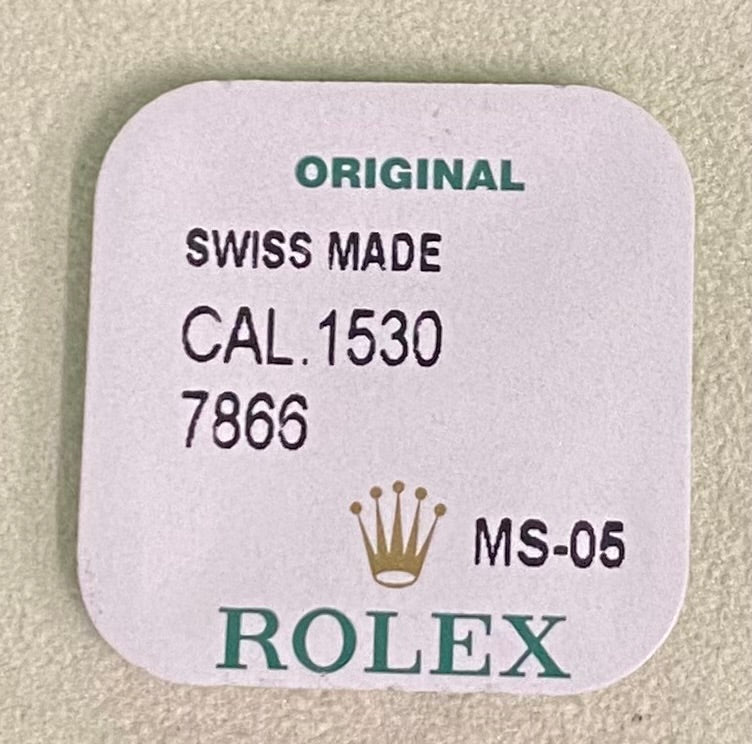 ORIGINAL
SWISS MADE
CAL.1530
7866
MS-05
ROLEX